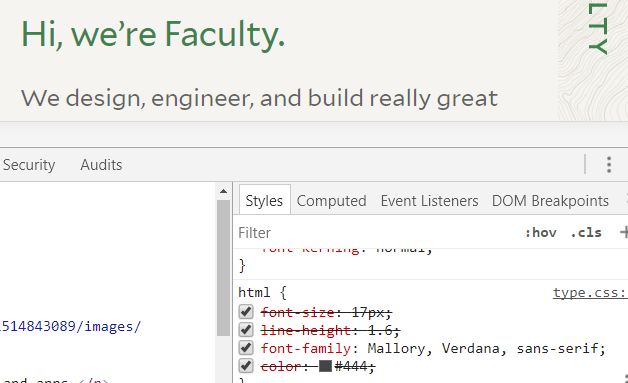 Hi, we’re Faculty.
LTY
We design, engineer, and build really great
Security Audits
Styles Computed Event Listeners DOM Breakpoints
Filter :hov .cls +
font-kerning: normal;
}
html { type.css:
font-size: 17px;
line-height: 1.6;
514843089/images/
font-family: Mallory, Verdana, sans-serif;
color: #444;
and apps </p>
}